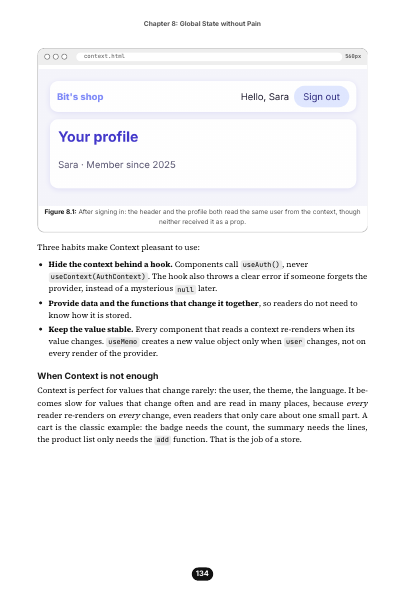 Chapter 8: Global State without Pain
context.html 560px
Bit's shop Hello, Sara Sign out
Your profile
Sara · Member since 2025
Figure 8.1: After signing in: the header and the profile both read the same user from the context, though
neither received it as a prop.
Three habits make Context pleasant to use:
• Hide the context behind a hook. Components call useAuth(), never
useContext(AuthContext). The hook also throws a clear error if someone forgets the
provider, instead of a mysterious null later.
• Provide data and the functions that change it together, so readers do not need to
know how it is stored.
• Keep the value stable. Every component that reads a context re-renders when its
value changes. useMemo creates a new value object only when user changes, not on
every render of the provider.
When Context is not enough
Context is perfect for values that change rarely: the user, the theme, the language. It be-
comes slow for values that change often and are read in many places, because every
reader re-renders on every change, even readers that only care about one small part. A
cart is the classic example: the badge needs the count, the summary needs the lines,
the product list only needs the add function. That is the job of a store.
134